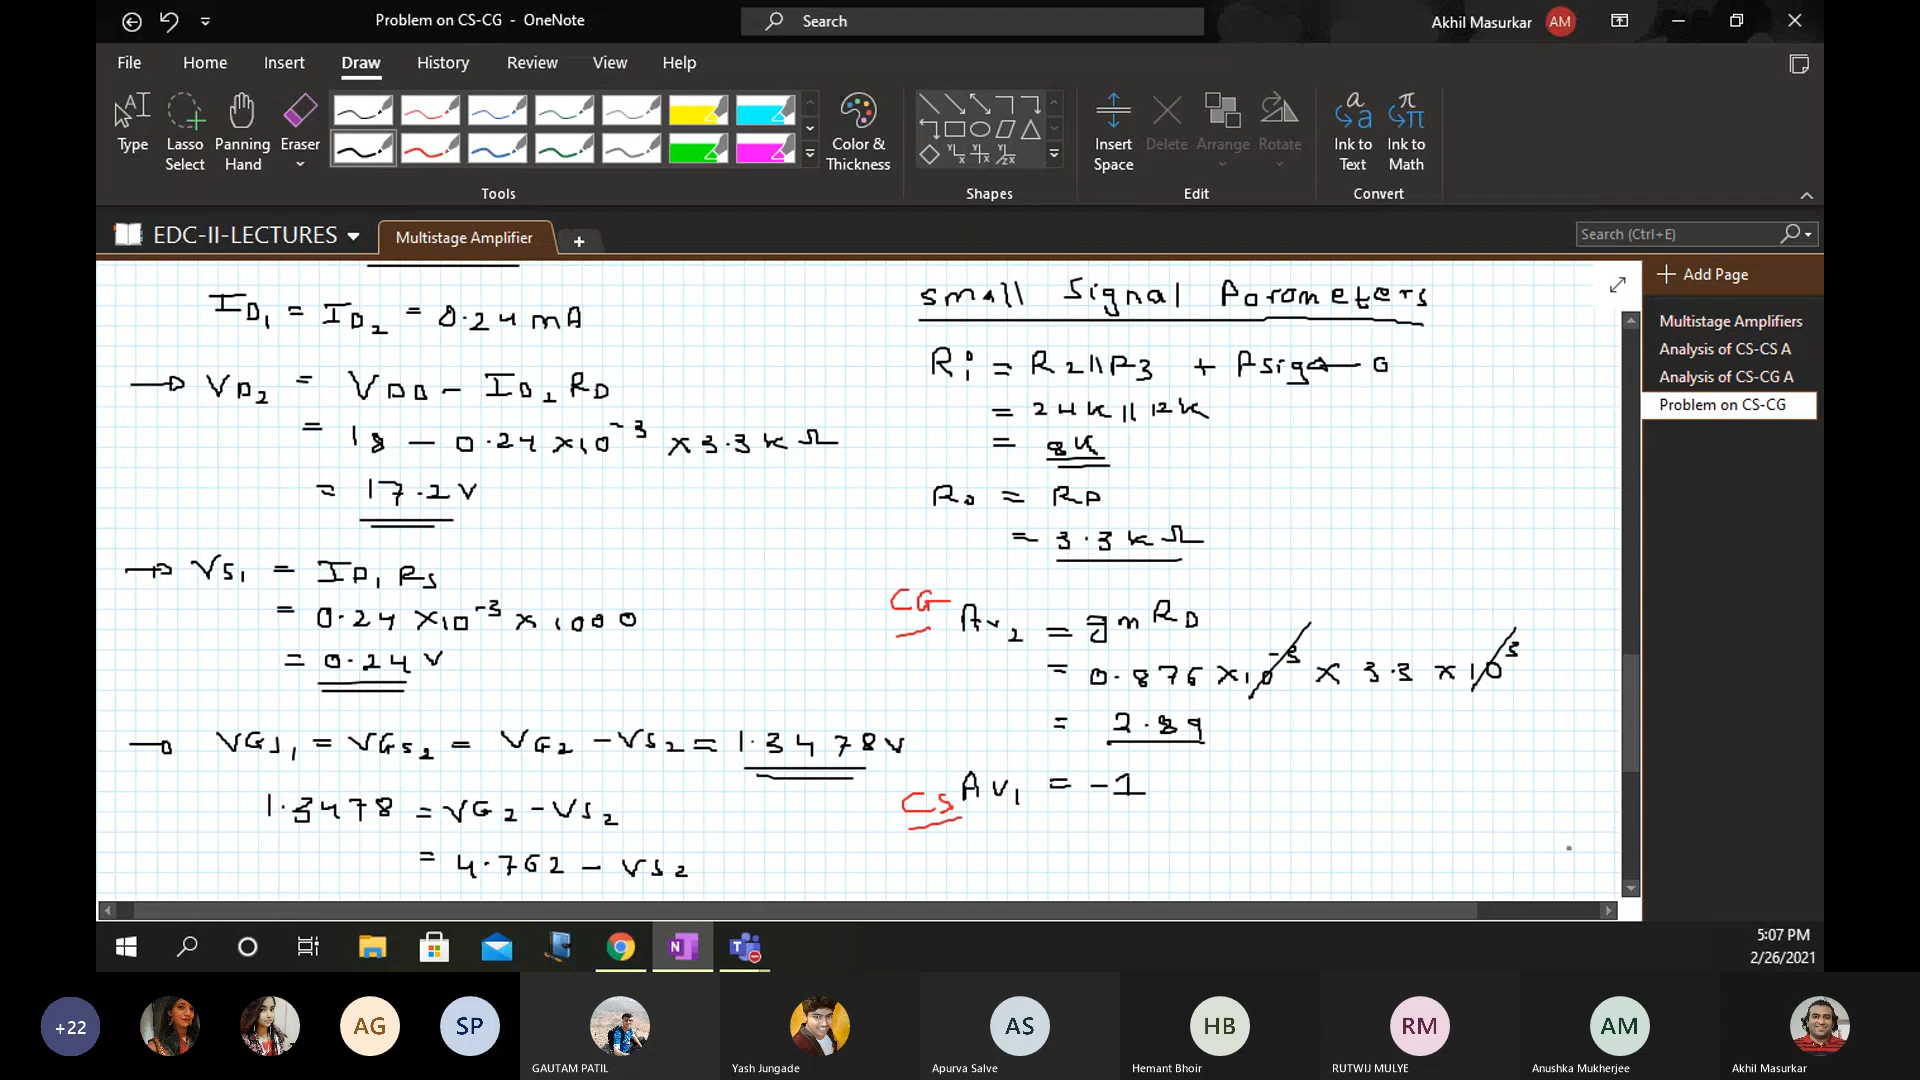 Problem on CS-CG - OneNote
Search
Akhil Masurkar
AM
File Home Insert Draw History Review View Help
Type
Lasso Select
Panning Hand
Eraser
Color & Thickness
Insert Space
Delete
Arrange
Rotate
Ink to Text
Ink to Math
Tools
Shapes
Edit
Convert
EDC-II-LECTURES
Multistage Amplifier
Search (Ctrl+E)
Add Page
Multistage Amplifiers
Analysis of CS-CS A
Analysis of CS-CG A
Problem on CS-CG
ID1 = ID2 = 0.24 mA
→ VD2 = VDD - ID2 RD
= 18 - 0.24 ×10^-3 × 3.3 k Ω
= 17.2 V
→ VS1 = ID1 RS
= 0.24 ×10^-3 × 1000
= 0.24 V
→ VGS1 = VGS2 = VG2 - VS2 = 1.3478 V
1.3478 = VG2 - VS2
= 4.762 - VS2
small Signal Parameters
Ri = R2 || R3 + Rsig ← 0
= 24 k || 12 k
= 8K
Ro = RD
= 3.3 k Ω
CG AV2 = gm RD
= 0.876 ×10^-3 × 3.3 ×10^3
= 2.89
CS AV1 = -1
5:07 PM
2/26/2021
+22
AG
SP
AS
HB
RM
AM
GAUTAM PATIL
Yash Jungade
Apurva Salve
Hemant Bhoir
RUTWIJ MULYE
Anushka Mukherjee
Akhil Masurkar